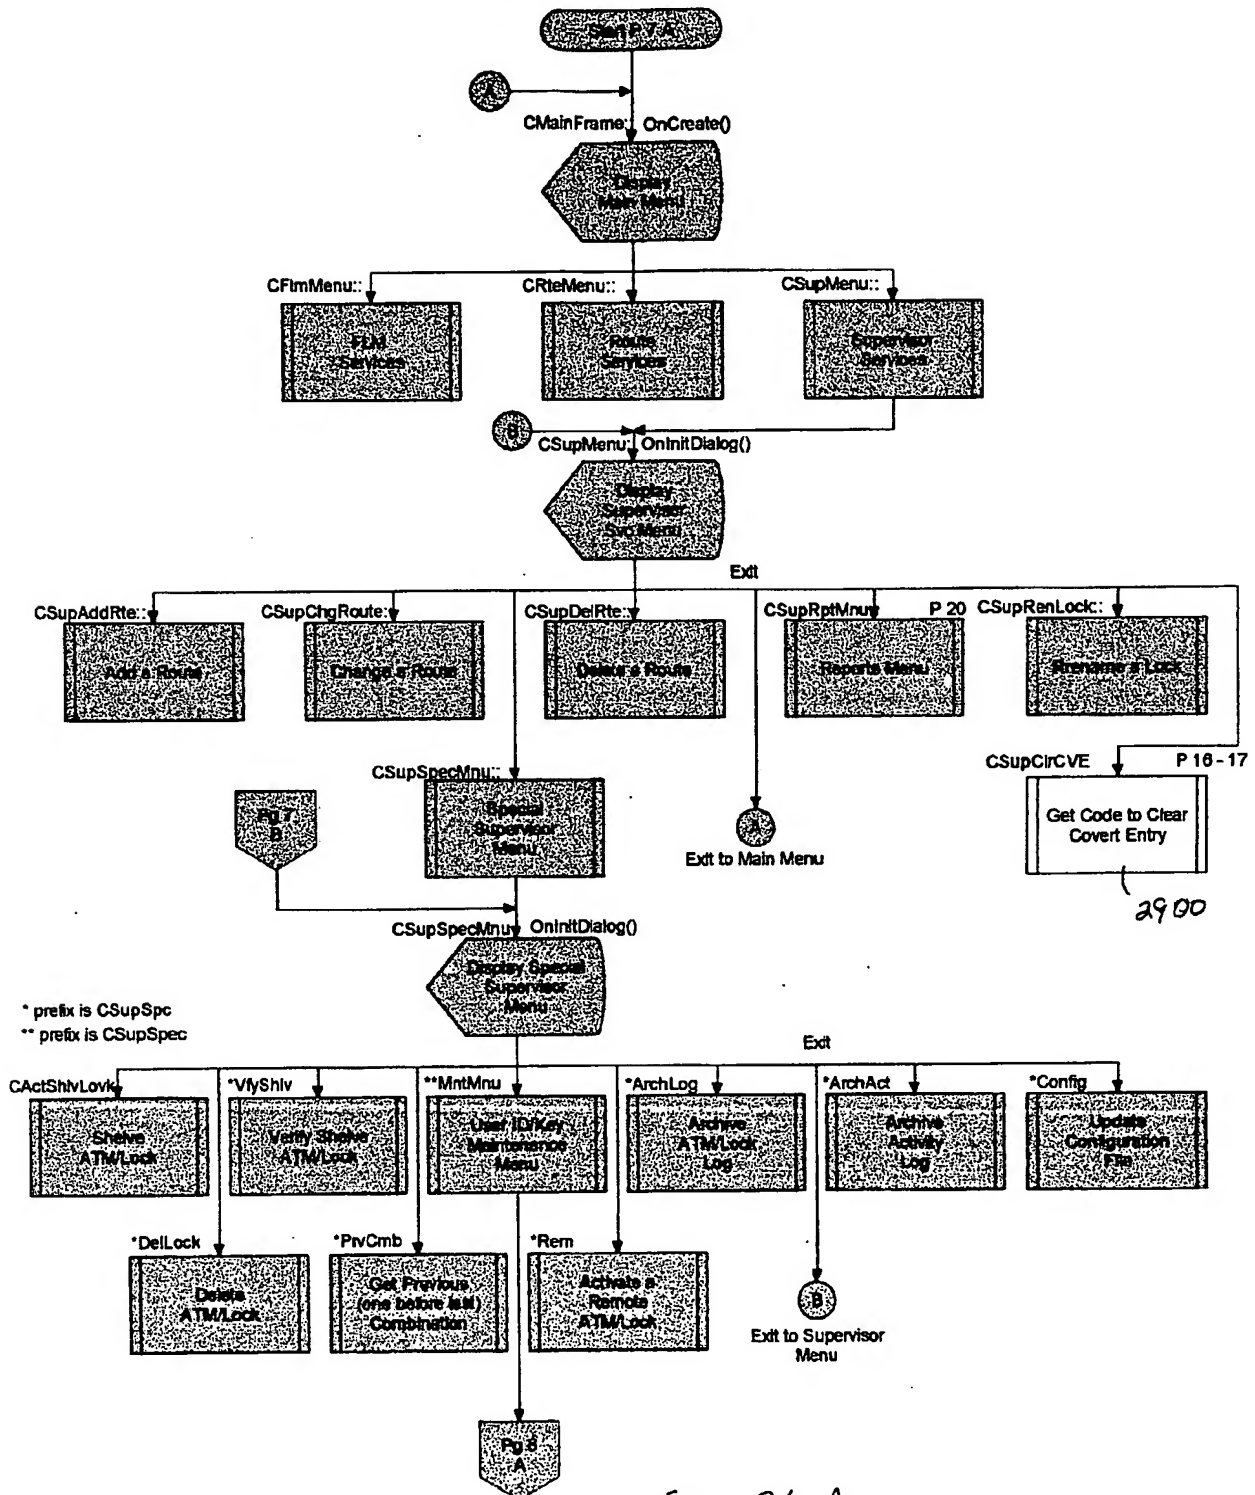 Start P 7 A
A
CMainFrame:: OnCreate()
Display
Main Menu
CFlmMenu::
CRteMenu::
CSupMenu::
FLM
Services
Route
Services
Supervisor
Services
B
CSupMenu:: OnInitDialog()
Display
Supervisor
Svc Menu
Exit
CSupAddRte::
CSupChgRoute::
CSupDelRte::
CSupRptMnu
P 20
CSupRenLock::
Add a Route
Change a Route
Delete a Route
Reports Menu
Rrename a Lock
CSupSpecMnu::
CSupClrCVE
P 16 - 17
Pg 7
B
Special
Supervisor
Menu
A
Exit to Main Menu
Get Code to Clear
Covert Entry
2900
CSupSpecMnu OnInitDialog()
Display Special
Supervisor
Menu
* prefix is CSupSpc
** prefix is CSupSpec
Exit
CActShlvLovk
*VfyShlv
**MntMnu
*ArchLog
*ArchAct
*Config
Shelve
ATM/Lock
Verify Shelve
ATM/Lock
User ID/Key
Maintenance
Menu
Archive
ATM/Lock
Log
Archive
Activity
Log
Update
Configuration
File
*DelLock
*PrvCmb
*Rem
Delete
ATM/Lock
Get Previous
(one before last)
Combination
Activate a
Remote
ATM/Lock
B
Exit to Supervisor
Menu
Pg 8
A